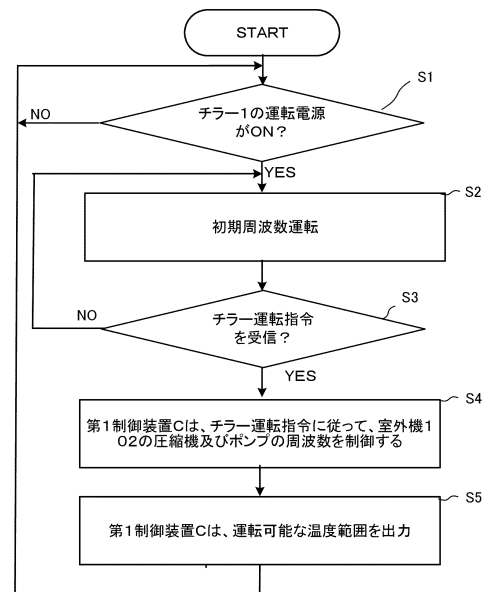 START
S1
チラー1の運転電源
がON?
NO
YES
S2
初期周波数運転
S3
チラー運転指令
を受信?
NO
YES
S4
第1制御装置Cは、チラー運転指令に従って、室外機1
02の圧縮機及びポンプの周波数を制御する
S5
第1制御装置Cは、運転可能な温度範囲を出力